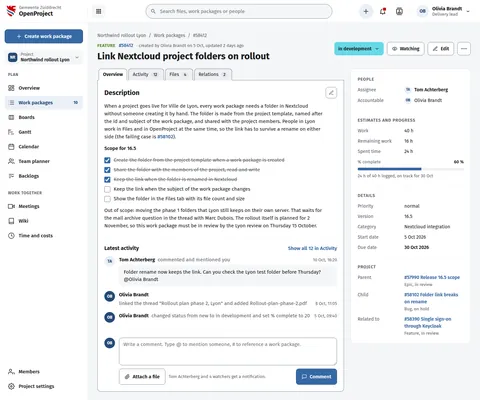 Gemeente Zuiddrecht
OpenProject
Search files, work packages or people
OB
Olivia Brandt
Delivery lead
Create work package
Project
Northwind rollout Lyon
PLAN
Overview
Work packages
Boards
Gantt
Calendar
Team planner
Backlogs
WORK TOGETHER
Meetings
Wiki
Time and costs
Members
Project settings
Northwind rollout Lyon / Work packages / #58412
FEATURE #58412 · created by Olivia Brandt on 5 Oct, updated 2 days ago
Link Nextcloud project folders on rollout
In development
Watching
Edit
Overview
Activity 12
Files 4
Relations 2
Description
When a project goes live for Ville de Lyon, every work package needs a folder in Nextcloud
without someone creating it by hand. The folder is made from the project template, named after
the id and subject of the work package, and shared with the project members. People in Lyon
work in Files and in OpenProject at the same time, so the link has to survive a rename on
either side (the failing case is #58102).
Scope for 16.5
Create the folder from the project template when a work package is created
Share the folder with the members of the project, read and write
Keep the link when the folder is renamed in Nextcloud
Keep the link when the subject of the work package changes
Show the folder in the Files tab with its file count and size
Out of scope: moving the phase 1 folders that Lyon still keeps on their own server. That waits for
the mail archive question in the thread with Marc Dubois. The rollout itself is planned for 2
November, so this work package must be in review by the Lyon review on Thursday 15 October.
Latest activity
Show all 12 in Activity
TA
Tom Achterberg commented and mentioned you
Folder rename now keeps the link. Can you check the Lyon test folder before Thursday?
@Olivia Brandt
OB
Olivia Brandt
linked the thread "Rollout plan phase 2, Lyon" and added Rollout-plan-phase-2.pdf
OB
Olivia Brandt changed status from new to in development and set % complete to 20
OB
Write a comment. Type @ to mention someone, # to reference a work package.
Attach a file
Tom Achterberg and 4 watchers get a notification.
Comment
PEOPLE
Assignee
TA
Tom Achterberg
Accountable
OB
Olivia Brandt
ESTIMATES AND PROGRESS
Work
40 h
Remaining work
16 h
Spent time
24 h
% complete
60 %
24 h of 40 h logged, on track for 30 Oct
DETAILS
Priority
normal
Version
16.5
Category
Nextcloud integration
Start date
5 Oct 2026
Due date
30 Oct 2026
PROJECT
Parent
#57990 Release 16.5 scope
Epic, in review
Child
#58102 Folder link breaks
on rename
Bug, on hold
Related to
#58390 Single sign-on
through Keycloak
Feature, in review